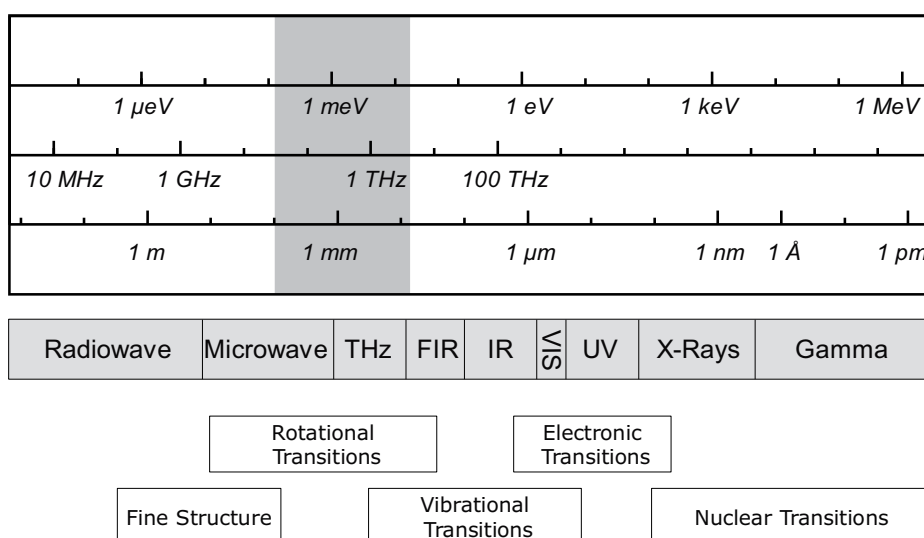 1 μeV 1 meV 1 eV 1 keV 1 MeV
10 MHz 1 GHz 1 THz 100 THz
1 m 1 mm 1 μm 1 nm 1 Å 1 pm
Radiowave Microwave THz FIR IR VIS UV X-Rays Gamma
Rotational
Transitions
Electronic
Transitions
Fine Structure
Vibrational
Transitions
Nuclear Transitions